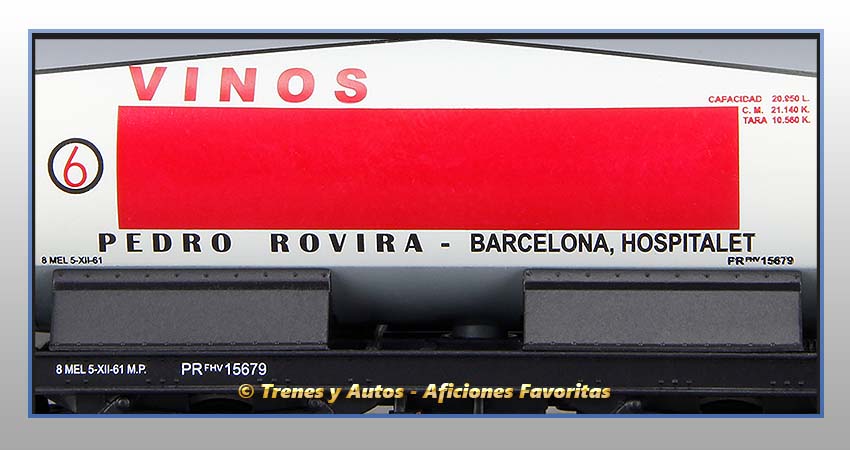 VINOS
CAPACIDAD 20.950 L.
C. M. 21.140 K.
TARA 10.560 K.
6
PEDRO ROVIRA - BARCELONA, HOSPITALET
8 MEL 5-XII-61
PR FHV 15679
8 MEL 5-XII-61 M.P. PR FHV 15679
© Trenes y Autos - Aficiones Favoritas